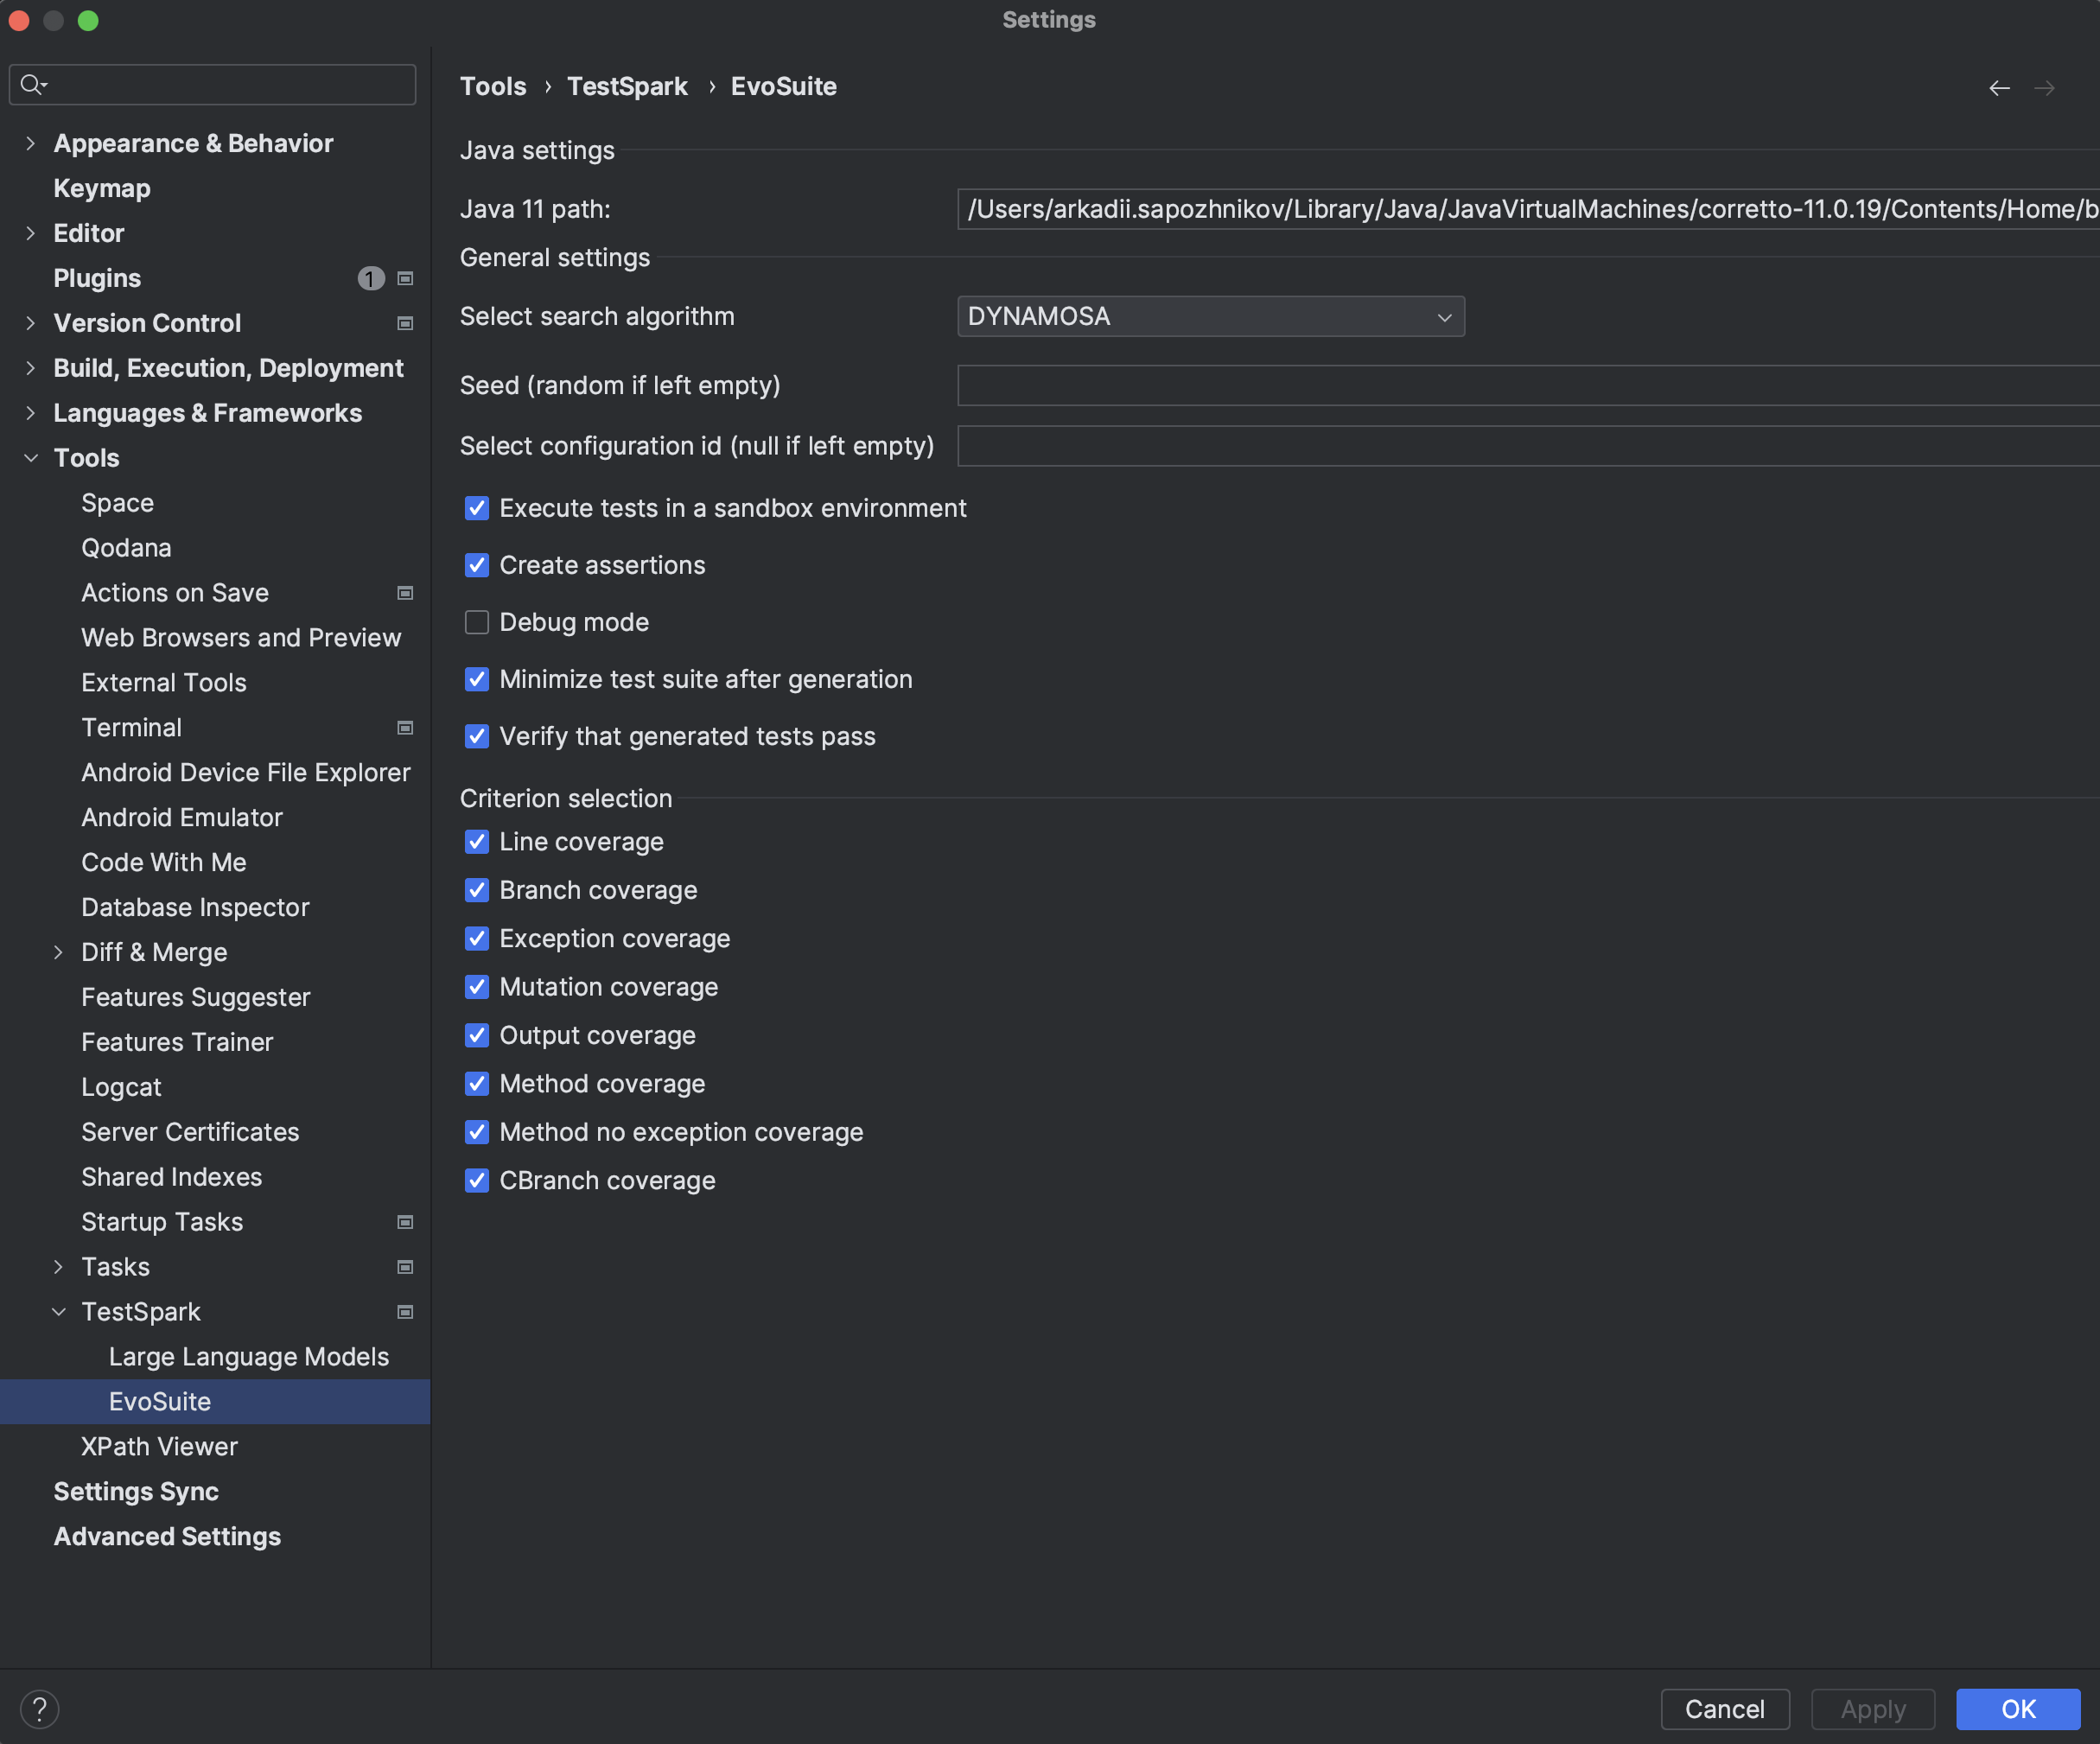 Settings
Appearance & Behavior
Keymap
Editor
Plugins 1
Version Control
Build, Execution, Deployment
Languages & Frameworks
Tools
Space
Qodana
Actions on Save
Web Browsers and Preview
External Tools
Terminal
Android Device File Explorer
Android Emulator
Code With Me
Database Inspector
Diff & Merge
Features Suggester
Features Trainer
Logcat
Server Certificates
Shared Indexes
Startup Tasks
Tasks
TestSpark
Large Language Models
EvoSuite
XPath Viewer
Settings Sync
Advanced Settings
Tools › TestSpark › EvoSuite
Java settings
Java 11 path: /Users/arkadii.sapozhnikov/Library/Java/JavaVirtualMachines/corretto-11.0.19/Contents/Home/b
General settings
Select search algorithm DYNAMOSA
Seed (random if left empty)
Select configuration id (null if left empty)
Execute tests in a sandbox environment
Create assertions
Debug mode
Minimize test suite after generation
Verify that generated tests pass
Criterion selection
Line coverage
Branch coverage
Exception coverage
Mutation coverage
Output coverage
Method coverage
Method no exception coverage
CBranch coverage
? Cancel Apply OK